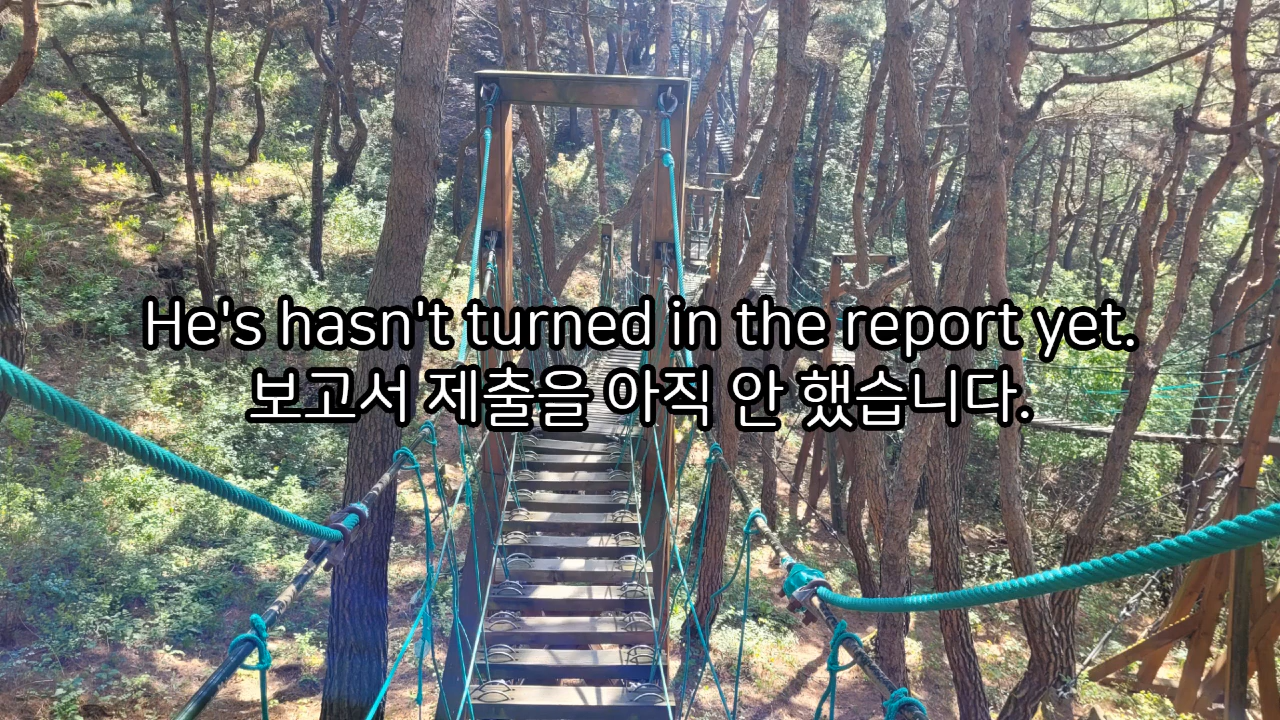 He's hasn't turned in the report yet.
보고서 제출을 아직 안 했습니다.